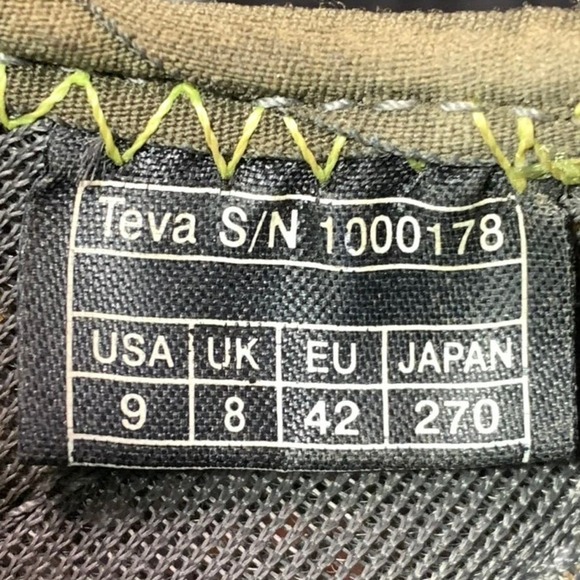 Teva S/N 1000178
USA UK EU JAPAN
9 8 42 270